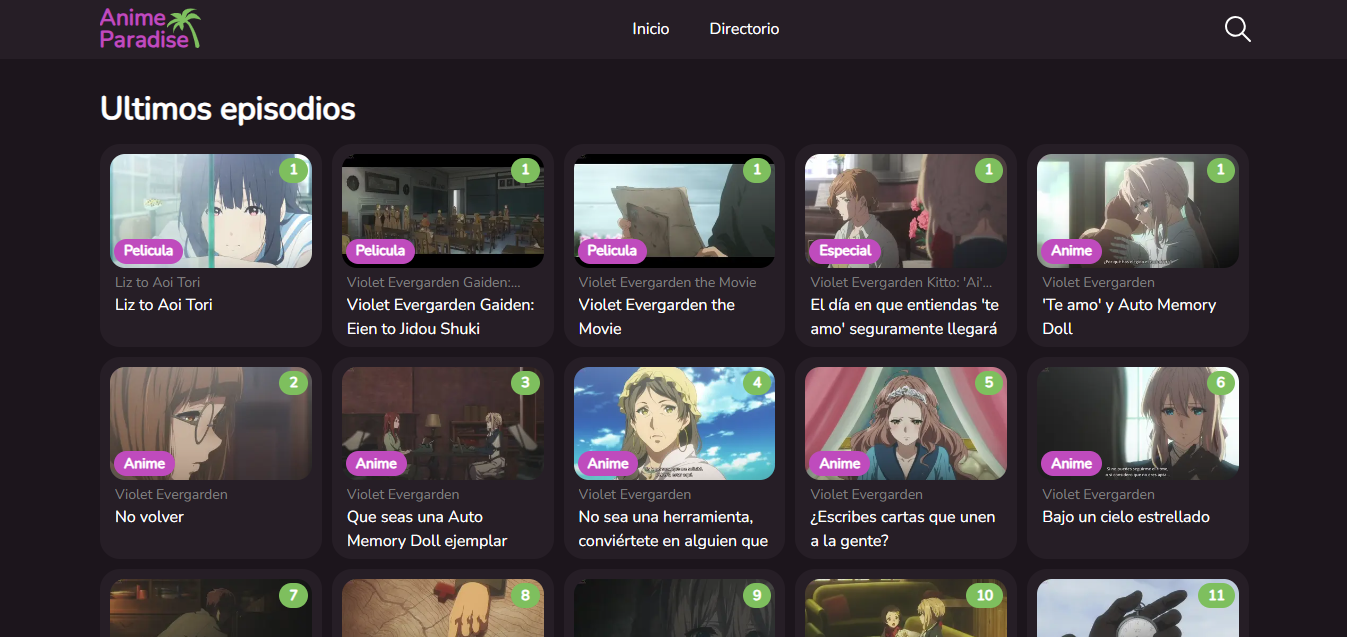 Anime
Paradise
Inicio
Directorio
Ultimos episodios
1
Pelicula
Liz to Aoi Tori
Liz to Aoi Tori
1
Pelicula
Violet Evergarden Gaiden:...
Violet Evergarden Gaiden:
Eien to Jidou Shuki
1
Pelicula
Violet Evergarden the Movie
Violet Evergarden the
Movie
1
Especial
Violet Evergarden Kitto: 'Ai'...
El día en que entiendas 'te
amo' seguramente llegará
1
Anime
Violet Evergarden
'Te amo' y Auto Memory
Doll
2
Anime
Violet Evergarden
No volver
3
Anime
Violet Evergarden
Que seas una Auto
Memory Doll ejemplar
4
Anime
Violet Evergarden
No sea una herramienta,
conviértete en alguien que
5
Anime
Violet Evergarden
¿Escribes cartas que unen
a la gente?
6
Anime
Violet Evergarden
Bajo un cielo estrellado
7
8
9
10
11